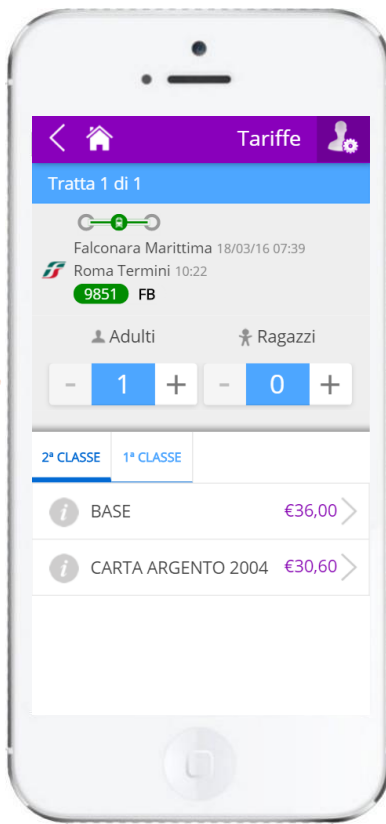 Tariffe
Tratta 1 di 1
Falconara Marittima 18/03/16 07:39
Roma Termini 10:22
9851 FB
Adulti Ragazzi
- 1 + - 0 +
2ª CLASSE 1ª CLASSE
i BASE €36,00
i CARTA ARGENTO 2004 €30,60